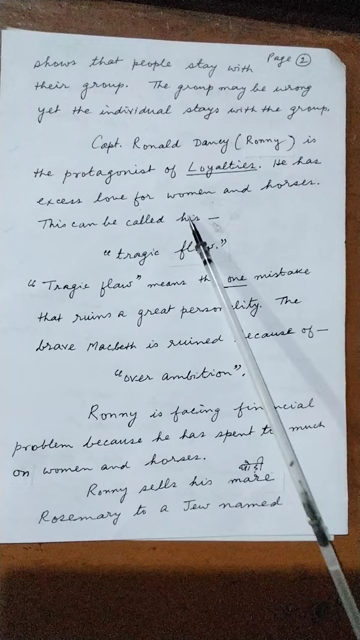 Page 2
shows that people stay with
their group. The group may be wrong
yet the individual stays with the group.
Capt. Ronald Dancy (Ronny) is
the protagonist of Loyalties. He has
excess love for women and horses.
This can be called his —
"tragic flaw."
"Tragic flaw" means the one mistake
that ruins a great personality. The
brave Macbeth is ruined because of —
"over ambition".
Ronny is facing financial
problem because he has spent to much
on women and horses.
घोड़ी
Ronny sells his mare
Rosemary to a Jew named